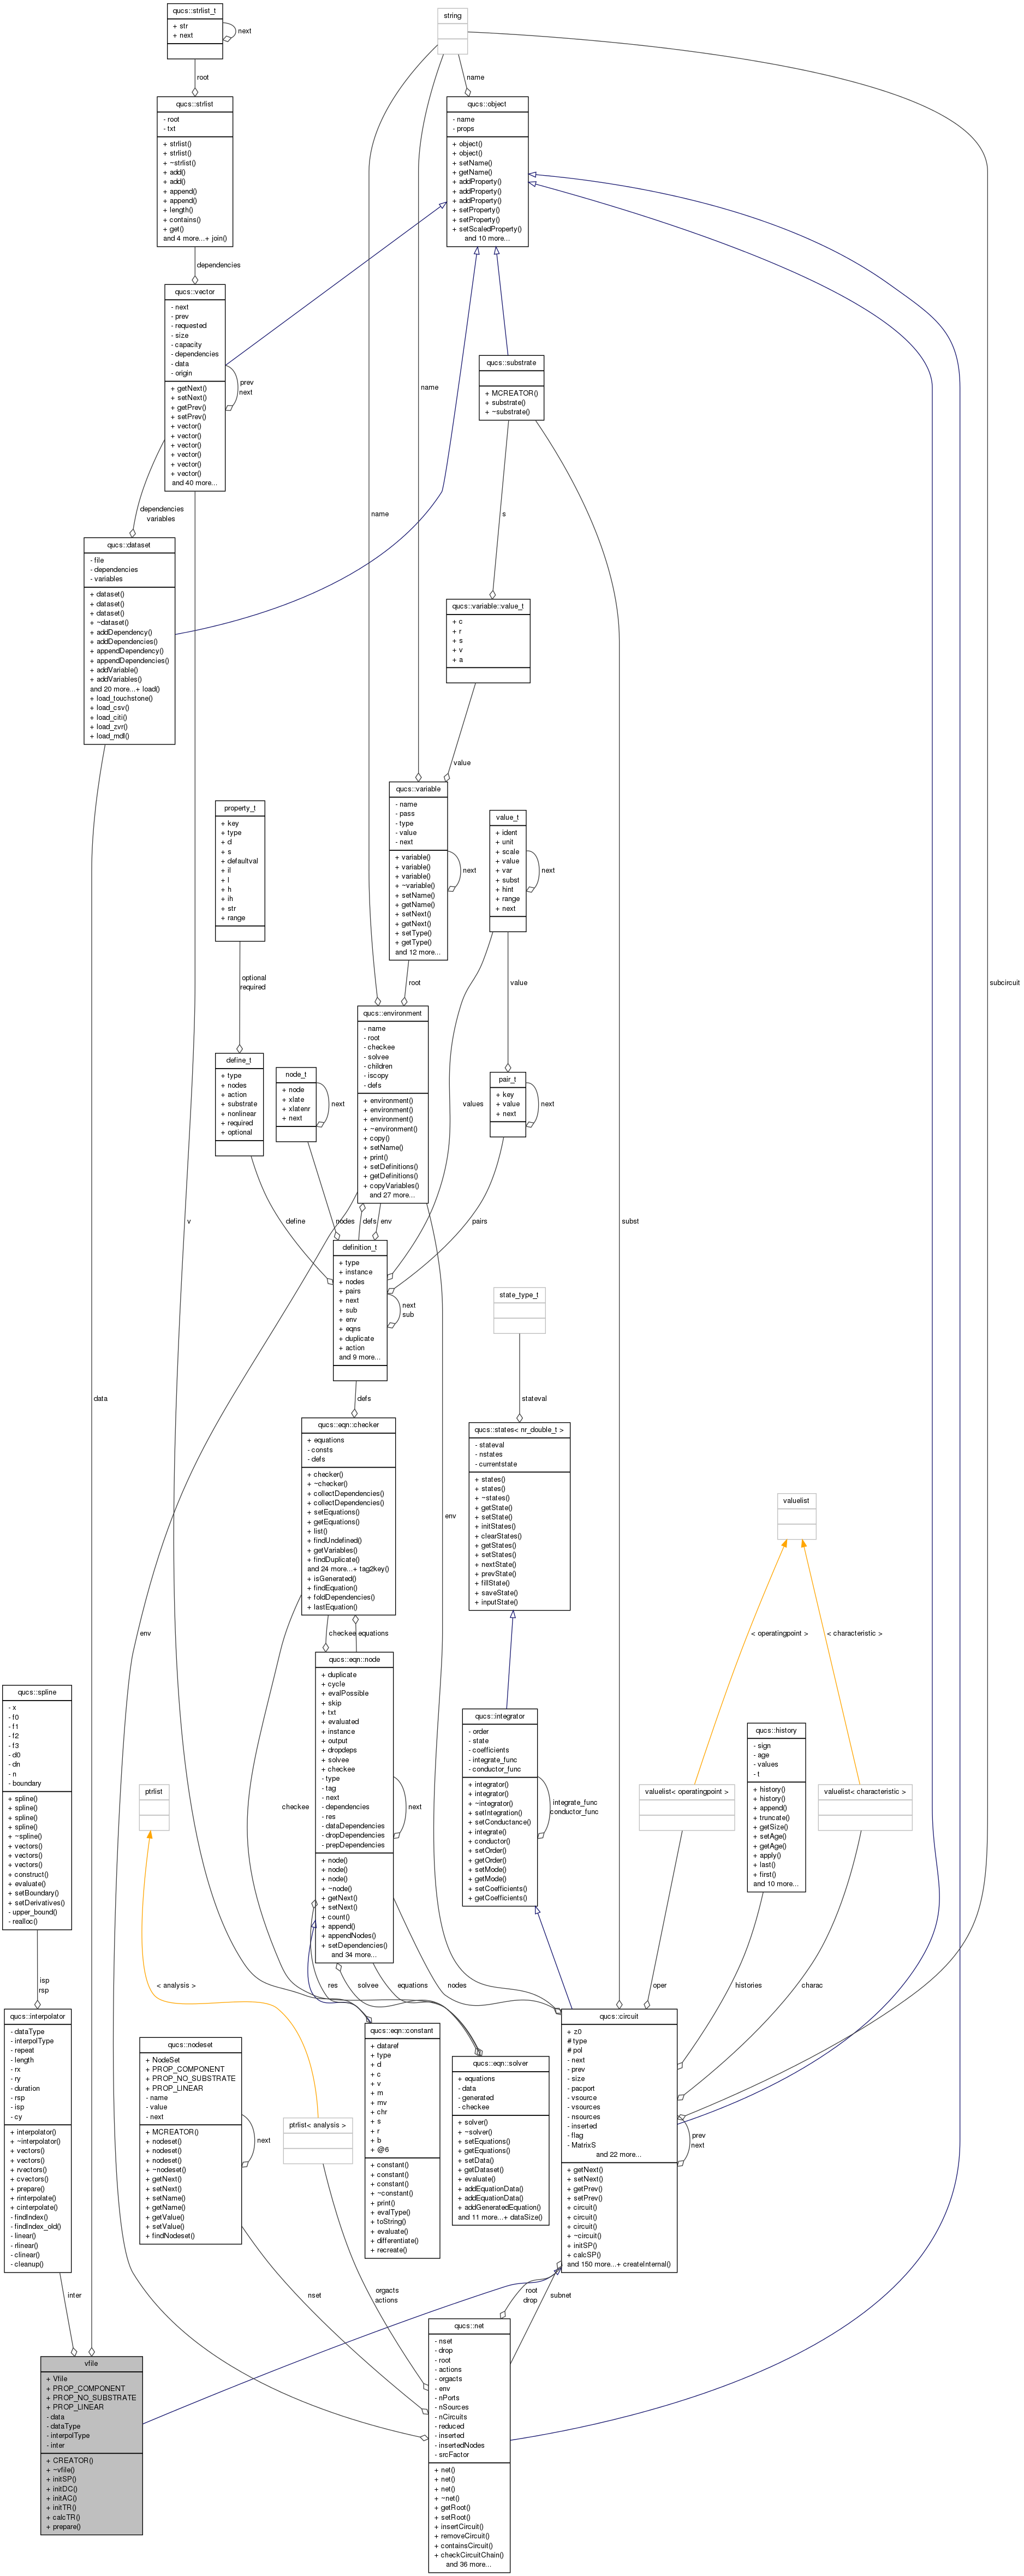 qucs::strlist_t
+ str
+ next
next
root
qucs::strlist
- root
- txt
+ strlist()
+ strlist()
+ ~strlist()
+ add()
+ add()
+ append()
+ append()
+ length()
+ contains()
+ get()
and 4 more...+ join()
dependencies
string
name
qucs::object
- name
- props
+ object()
+ object()
+ setName()
+ getName()
+ addProperty()
+ addProperty()
+ addProperty()
+ setProperty()
+ setProperty()
+ setScaledProperty()
and 10 more...
qucs::vector
- next
- prev
- requested
- size
- capacity
- dependencies
- data
- origin
+ getNext()
+ setNext()
+ getPrev()
+ setPrev()
+ vector()
+ vector()
+ vector()
+ vector()
+ vector()
+ vector()
and 40 more...
prev
next
name
name
qucs::substrate
+ MCREATOR()
+ substrate()
+ ~substrate()
s
dependencies
variables
qucs::dataset
- file
- dependencies
- variables
+ dataset()
+ dataset()
+ dataset()
+ ~dataset()
+ addDependency()
+ addDependencies()
+ appendDependency()
+ appendDependencies()
+ addVariable()
+ addVariables()
and 20 more...+ load()
+ load_touchstone()
+ load_csv()
+ load_citi()
+ load_zvr()
+ load_mdl()
qucs::variable::value_t
+ c
+ r
+ s
+ v
+ a
value
qucs::variable
- name
- pass
- type
- value
- next
+ variable()
+ variable()
+ variable()
+ ~variable()
+ setName()
+ getName()
+ setNext()
+ getNext()
+ setType()
+ getType()
and 12 more...
next
root
property_t
+ key
+ type
+ d
+ s
+ defaultval
+ il
+ l
+ h
+ ih
+ str
+ range
optional
required
value_t
+ ident
+ unit
+ scale
+ value
+ var
+ subst
+ hint
+ range
+ next
next
value
subcircuit
qucs::environment
- name
- root
- checkee
- solvee
- children
- iscopy
- defs
+ environment()
+ environment()
+ environment()
+ ~environment()
+ copy()
+ setName()
+ print()
+ setDefinitions()
+ getDefinitions()
+ copyVariables()
and 27 more...
define_t
+ type
+ nodes
+ action
+ substrate
+ nonlinear
+ required
+ optional
node_t
+ node
+ xlate
+ xlatenr
+ next
next
values
pair_t
+ key
+ value
+ next
next
define
nodes
defs
env
pairs
subst
v
definition_t
+ type
+ instance
+ nodes
+ pairs
+ next
+ sub
+ env
+ eqns
+ duplicate
+ action
and 9 more...
next
sub
defs
data
state_type_t
stateval
qucs::eqn::checker
+ equations
- consts
- defs
+ checker()
+ ~checker()
+ collectDependencies()
+ collectDependencies()
+ setEquations()
+ getEquations()
+ list()
+ findUndefined()
+ getVariables()
+ findDuplicate()
and 24 more...+ tag2key()
+ isGenerated()
+ findEquation()
+ foldDependencies()
+ lastEquation()
env
qucs::states< nr_double_t >
- stateval
- nstates
- currentstate
+ states()
+ states()
+ ~states()
+ getState()
+ setState()
+ initStates()
+ clearStates()
+ getStates()
+ setStates()
+ nextState()
+ prevState()
+ fillState()
+ saveState()
+ inputState()
valuelist
< operatingpoint >
< characteristic >
env
checkee
equations
qucs::eqn::node
+ duplicate
+ cycle
+ evalPossible
+ skip
+ txt
+ evaluated
+ instance
+ output
+ dropdeps
+ solvee
+ checkee
- type
- tag
- next
- dependencies
- res
- dataDependencies
- dropDependencies
- prepDependencies
+ node()
+ node()
+ node()
+ ~node()
+ getNext()
+ setNext()
+ count()
+ append()
+ appendNodes()
+ setDependencies()
and 34 more...
next
checkee
qucs::spline
- x
- f0
- f1
- f2
- f3
- d0
- dn
- n
- boundary
+ spline()
+ spline()
+ spline()
+ spline()
+ ~spline()
+ vectors()
+ vectors()
+ vectors()
+ construct()
+ evaluate()
+ setBoundary()
+ setDerivatives()
- upper_bound()
- realloc()
isp
rsp
ptrlist
< analysis >
qucs::integrator
- order
- state
- coefficients
- integrate_func
- conductor_func
+ integrator()
+ integrator()
+ ~integrator()
+ setIntegration()
+ setConductance()
+ integrate()
+ conductor()
+ setOrder()
+ getOrder()
+ setMode()
+ getMode()
+ setCoefficients()
+ getCoefficients()
integrate_func
conductor_func
valuelist< operatingpoint >
qucs::history
- sign
- age
- values
- t
+ history()
+ history()
+ append()
+ truncate()
+ getSize()
+ setAge()
+ getAge()
+ apply()
+ last()
+ first()
and 10 more...
valuelist< characteristic >
res
solvee
equations
nodes
oper
histories
charac
qucs::interpolator
- dataType
- interpolType
- repeat
- length
- rx
- ry
- duration
- rsp
- isp
- cy
+ interpolator()
+ ~interpolator()
+ vectors()
+ vectors()
+ rvectors()
+ cvectors()
+ prepare()
+ rinterpolate()
+ cinterpolate()
- findIndex()
- findIndex_old()
- linear()
- rlinear()
- clinear()
- cleanup()
inter
qucs::nodeset
+ NodeSet
+ PROP_COMPONENT
+ PROP_NO_SUBSTRATE
+ PROP_LINEAR
- name
- value
- next
+ MCREATOR()
+ nodeset()
+ nodeset()
+ nodeset()
+ ~nodeset()
+ getNext()
+ setNext()
+ setName()
+ getName()
+ getValue()
+ setValue()
+ findNodeset()
next
ptrlist< analysis >
qucs::eqn::constant
+ dataref
+ type
+ d
+ c
+ v
+ m
+ mv
+ chr
+ s
+ r
+ b
+ @6
+ constant()
+ constant()
+ constant()
+ ~constant()
+ print()
+ evalType()
+ toString()
+ evaluate()
+ differentiate()
+ recreate()
qucs::eqn::solver
+ equations
- data
- generated
- checkee
+ solver()
+ ~solver()
+ setEquations()
+ getEquations()
+ setData()
+ getDataset()
+ evaluate()
+ addEquationData()
+ addEquationData()
+ addGeneratedEquation()
and 11 more...+ dataSize()
qucs::circuit
+ z0
# type
# pol
- next
- prev
- size
- pacport
- vsource
- vsources
- nsources
- inserted
- flag
- MatrixS
and 22 more...
+ getNext()
+ setNext()
+ getPrev()
+ setPrev()
+ circuit()
+ circuit()
+ circuit()
+ ~circuit()
+ initSP()
+ calcSP()
and 150 more...+ createInternal()
prev
next
nset
orgacts
actions
root
drop
subnet
vfile
+ Vfile
+ PROP_COMPONENT
+ PROP_NO_SUBSTRATE
+ PROP_LINEAR
- data
- dataType
- interpolType
- inter
+ CREATOR()
+ ~vfile()
+ initSP()
+ initDC()
+ initAC()
+ initTR()
+ calcTR()
+ prepare()
qucs::net
- nset
- drop
- root
- actions
- orgacts
- env
- nPorts
- nSources
- nCircuits
- reduced
- inserted
- insertedNodes
- srcFactor
+ net()
+ net()
+ net()
+ ~net()
+ getRoot()
+ setRoot()
+ insertCircuit()
+ removeCircuit()
+ containsCircuit()
+ checkCircuitChain()
and 36 more...